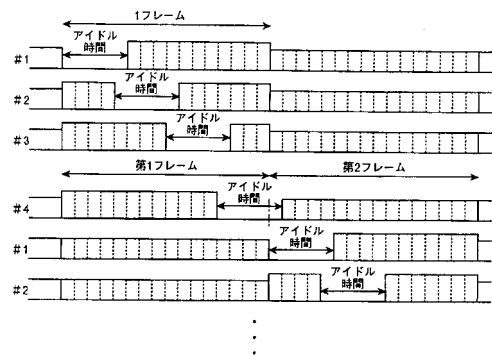 1フレーム
アイドル
時間
#1
アイドル
時間
#2
アイドル
時間
#3
第1フレーム
第2フレーム
アイドル
時間
#4
アイドル
時間
#1
アイドル
時間
#2